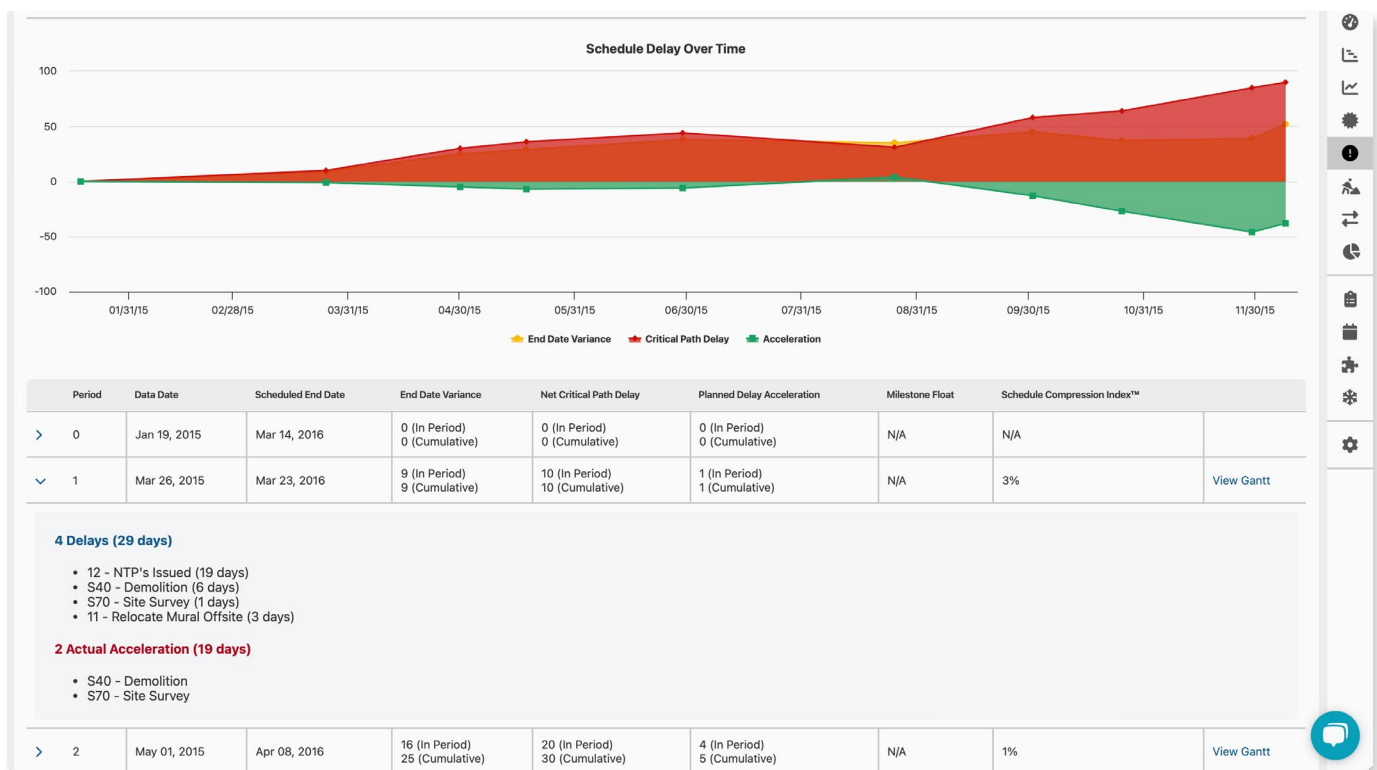 Schedule Delay Over Time
100
50
0
-50
-100
01/31/15 02/28/15 03/31/15 04/30/15 05/31/15 06/30/15 07/31/15 08/31/15 09/30/15 10/31/15 11/30/15
End Date Variance Critical Path Delay Acceleration
Period Data Date Scheduled End Date End Date Variance Net Critical Path Delay Planned Delay Acceleration Milestone Float Schedule Compression Index™
0 Jan 19, 2015 Mar 14, 2016 0 (In Period) 0 (In Period) 0 (In Period) N/A N/A
0 (Cumulative) 0 (Cumulative) 0 (Cumulative)
1 Mar 26, 2015 Mar 23, 2016 9 (In Period) 10 (In Period) 1 (In Period) N/A 3% View Gantt
9 (Cumulative) 10 (Cumulative) 1 (Cumulative)
4 Delays (29 days)
• 12 - NTP's Issued (19 days)
• S40 - Demolition (6 days)
• S70 - Site Survey (1 days)
• 11 - Relocate Mural Offsite (3 days)
2 Actual Acceleration (19 days)
• S40 - Demolition
• S70 - Site Survey
2 May 01, 2015 Apr 08, 2016 16 (In Period) 20 (In Period) 4 (In Period) N/A 1% View Gantt
25 (Cumulative) 30 (Cumulative) 5 (Cumulative)